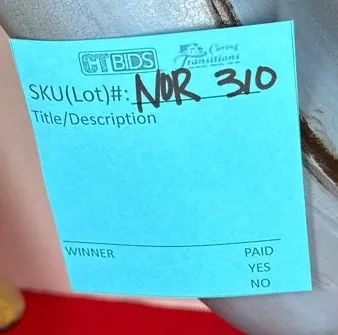 CTBIDS
Caring
Transitions
SKU(Lot)#: NOR 310
Title/Description
WINNER PAID
YES
NO